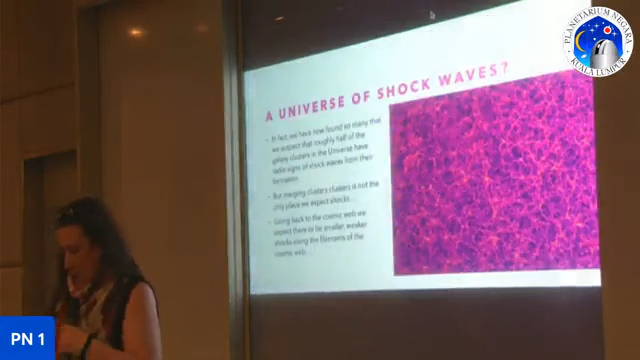 PLANETARIUM NEGARA
KUALA LUMPUR
A UNIVERSE OF SHOCK WAVES?
- In fact, we have now found so many that
we suspect that roughly half of the
galaxy clusters in the Universe have
radio signs of shock waves from their
formation.
- But merging clusters clusters is not the
only place we expect shocks...
- Going back to the cosmic web we
expect there to be smaller, weaker
shocks along the filaments of the
cosmic web...
PN 1